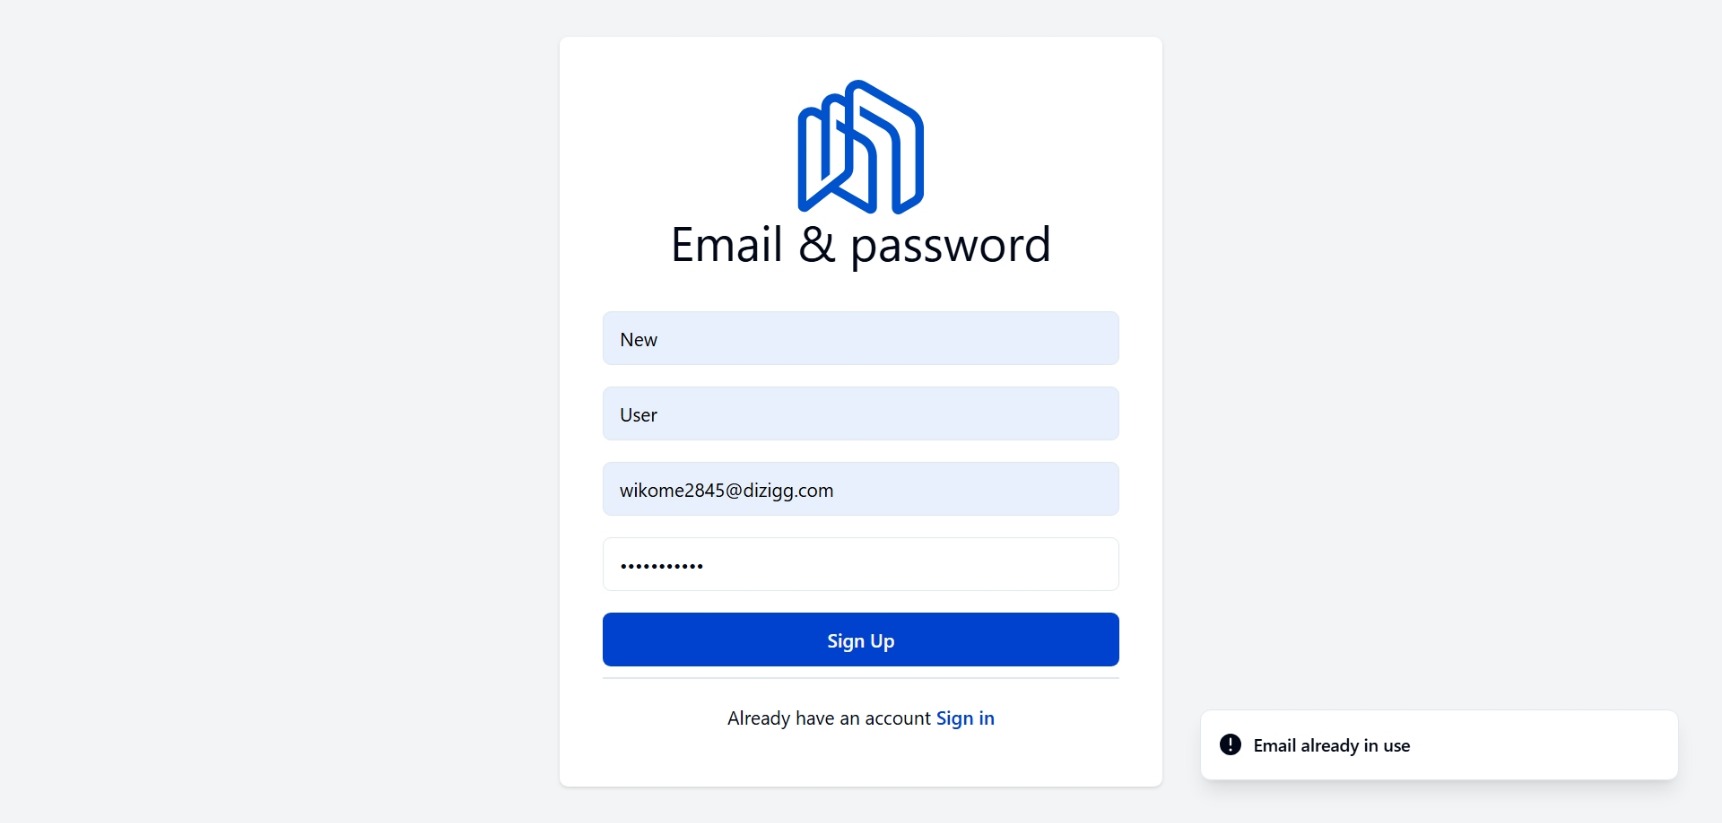 Email & password
New
User
wikome2845@dizigg.com
•••••••••••
Sign Up
Already have an account Sign in
Email already in use